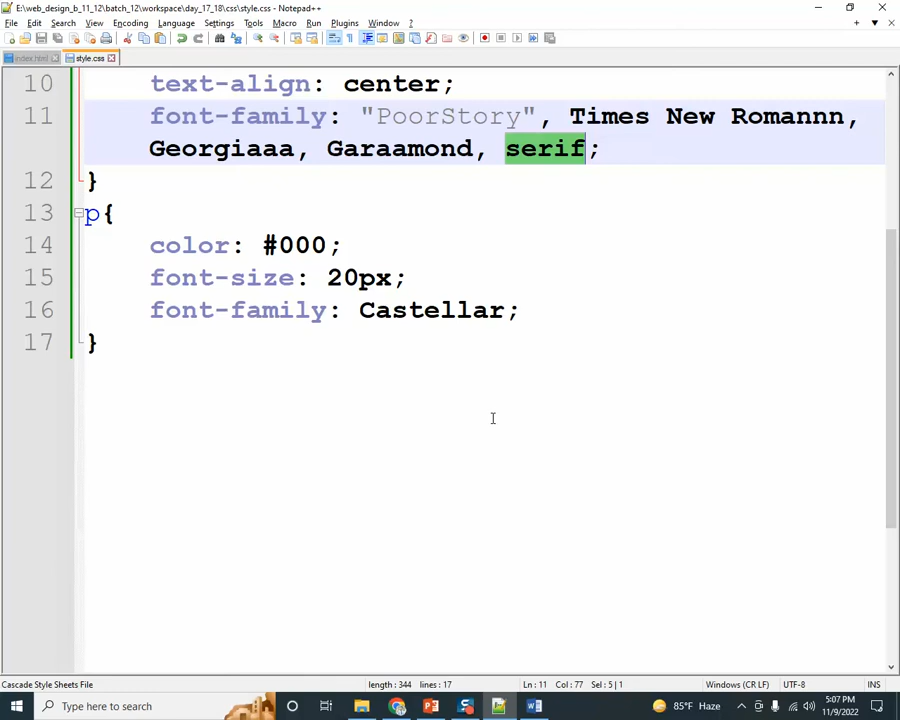 E:\web_design_b_11_12\batch_12\workspace\day_17_18\css\style.css - Notepad++
File Edit Search View Encoding Language Settings Tools Macro Run Plugins Window ?
index.html style.css
10 text-align: center;
11 font-family: "PoorStory", Times New Romannn,
Georgiaaa, Garaamond, serif;
12 }
13 p{
14 color: #000;
15 font-size: 20px;
16 font-family: Castellar;
17 }
Cascade Style Sheets File length : 344 lines : 17 Ln : 11 Col : 77 Sel : 5 | 1 Windows (CR LF) UTF-8 INS
Type here to search 85°F Haze 5:07 PM
11/9/2022